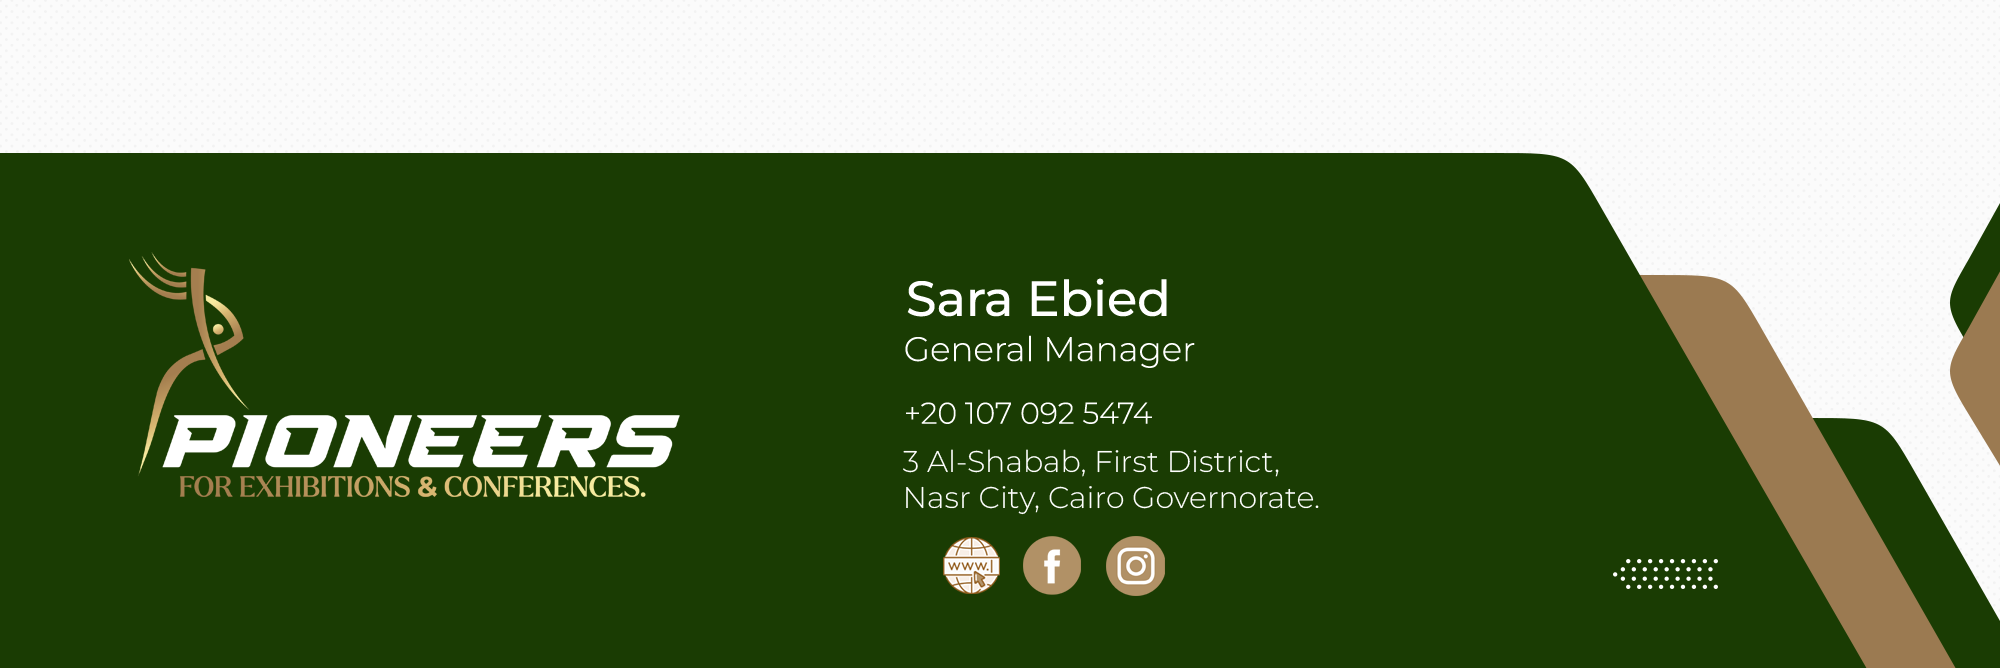 PIONEERS
FOR EXHIBITIONS & CONFERENCES.
Sara Ebied
General Manager
+20 107 092 5474
3 Al-Shabab, First District,
Nasr City, Cairo Governorate.
www.|